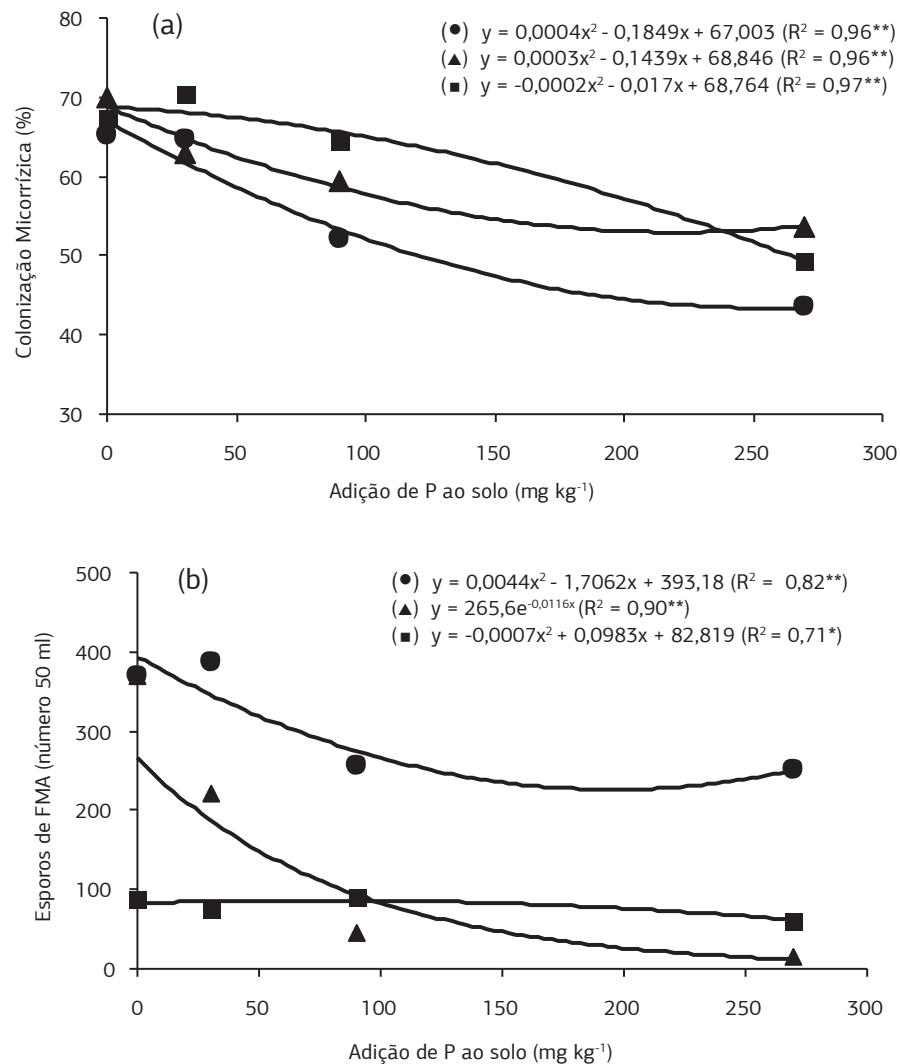 (a)
(●) y = 0,0004x² - 0,1849x + 67,003 (R² = 0,96**)
(▲) y = 0,0003x² - 0,1439x + 68,846 (R² = 0,96**)
(■) y = -0,0002x² - 0,017x + 68,764 (R² = 0,97**)
Colonização Micorrízica (%)
80
70
60
50
40
30
0 50 100 150 200 250 300
Adição de P ao solo (mg kg⁻¹)
(b)
(●) y = 0,0044x² - 1,7062x + 393,18 (R² = 0,82**)
(▲) y = 265,6e⁻⁰,⁰¹¹⁶ˣ (R² = 0,90**)
(■) y = -0,0007x² + 0,0983x + 82,819 (R² = 0,71*)
Esporos de FMA (número 50 ml)
500
400
300
200
100
0
0 50 100 150 200 250 300
Adição de P ao solo (mg kg⁻¹)